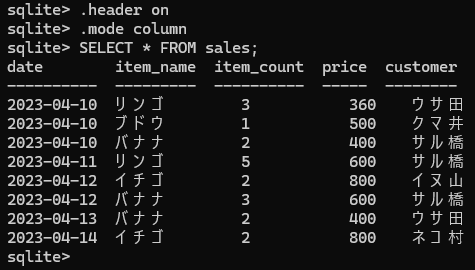 sqlite> .header on
sqlite> .mode column
sqlite> SELECT * FROM sales;
date        item_name  item_count  price  customer
----------  ---------  ----------  -----  --------
2023-04-10  リンゴ        3           360    ウサ田
2023-04-10  ブドウ        1           500    クマ井
2023-04-10  バナナ        2           400    サル橋
2023-04-11  リンゴ        5           600    サル橋
2023-04-12  イチゴ        2           800    イヌ山
2023-04-12  バナナ        3           600    サル橋
2023-04-13  バナナ        2           400    ウサ田
2023-04-14  イチゴ        2           800    ネコ村
sqlite>